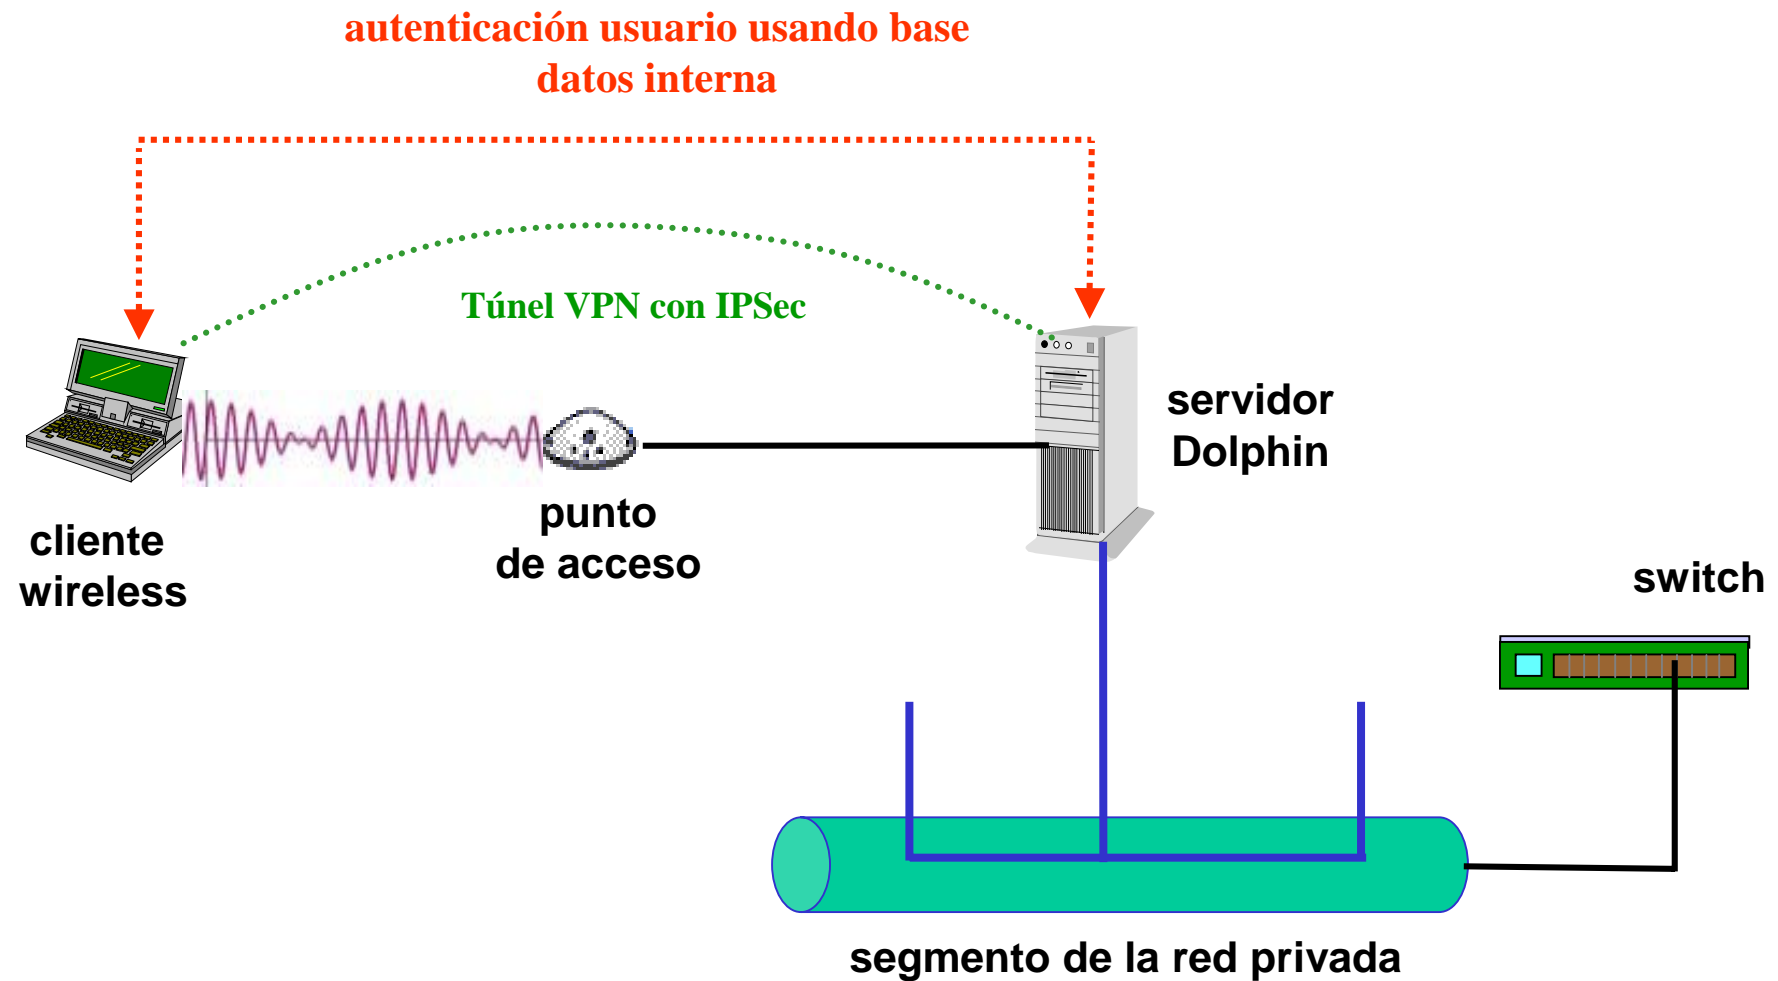 autenticación usuario usando base
datos interna
Túnel VPN con IPSec
servidor
Dolphin
punto
de acceso
cliente
wireless
switch
segmento de la red privada